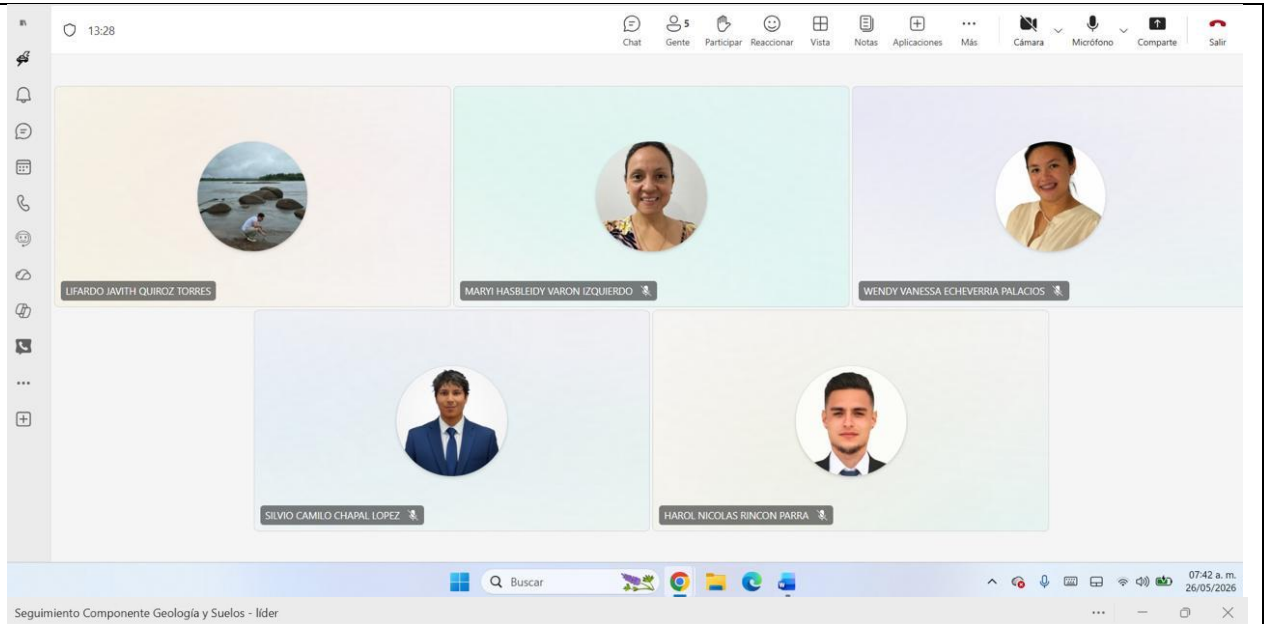 13:28
5
Chat Gente Participar Reaccionar Vista Notas Aplicaciones Más Cámara Micrófono Comparte Salir
LIFARDO JAVITH QUIROZ TORRES
MARYI HASBLEIDY VARON IZQUIERDO
WENDY VANESSA ECHEVERRIA PALACIOS
SILVIO CAMILO CHAPAL LOPEZ
HAROL NICOLAS RINCON PARRA
Buscar
07:42 a. m.
26/05/2026
Seguimiento Componente Geología y Suelos - líder